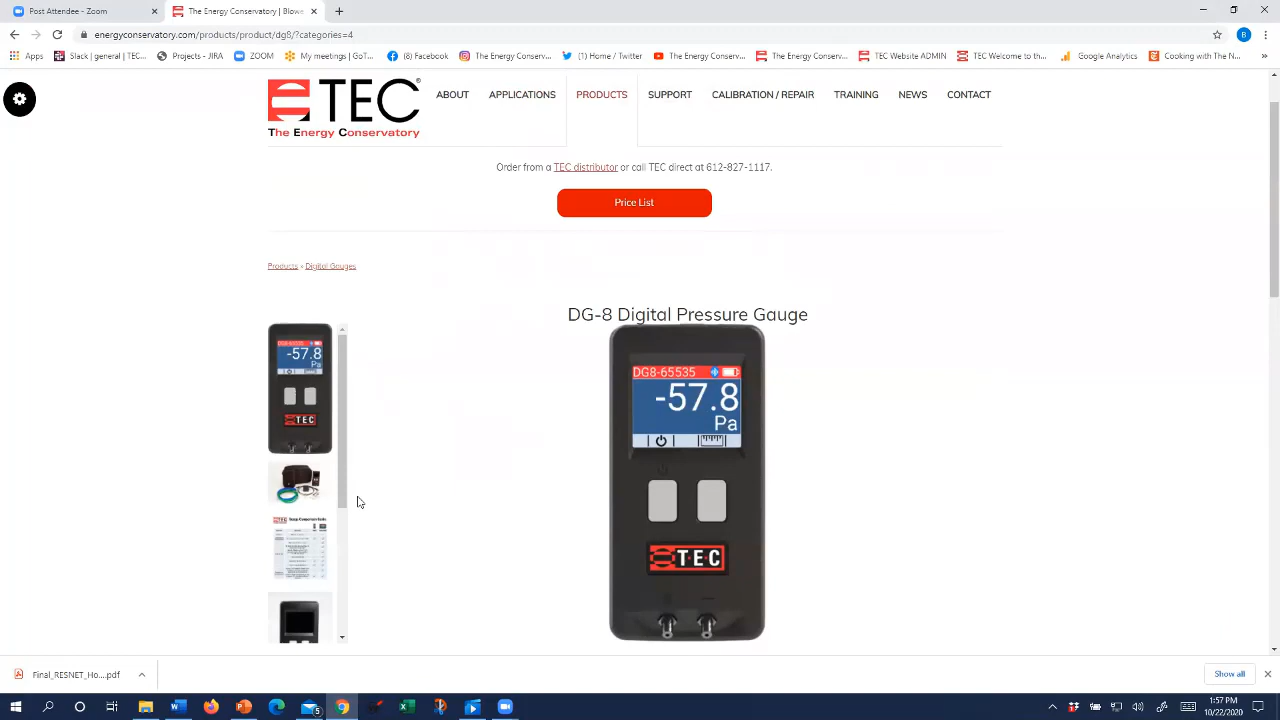 Post Attendee - Zoom
The Energy Conservatory | Blowe
energyconservatory.com/products/product/dg8/?categories=4
B
Apps
Slack | general | TEC...
Projects - JIRA
ZOOM
My meetings | GoT...
(8) Facebook
The Energy Conserv...
(1) Home / Twitter
The Energy Conserv...
The Energy Conserv...
TEC Website ADMIN
TEC|Welcome to th...
Google Analytics
Cooking with The N...
TEC®
The Energy Conservatory
ABOUT
APPLICATIONS
PRODUCTS
SUPPORT
CALIBRATION / REPAIR
TRAINING
NEWS
CONTACT
Order from a TEC distributor or call TEC direct at 612-827-1117.
Price List
Products » Digital Gauges
DG-8 Digital Pressure Gauge
DG8-65535
-57.8
Pa
TEC
DG8-65535
-57.8
Pa
TEC
TEC
Final_RESNET_Ho....pdf
Show all
5
1:57 PM
10/22/2020